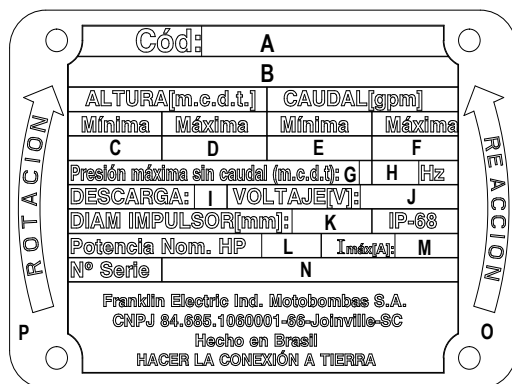 Cód: A
B
ALTURA[m.c.d.t.] CAUDAL[gpm]
Mínima Máxima Mínima Máxima
C D E F
Presión máxima sin caudal (m.c.d.t): G H Hz
DESCARGA: I VOLTAJE[V]: J
DIAM IMPULSOR[mm]: K IP-68
Potencia Nom. HP L Imáx[A]: M
Nº Serie N
Franklin Electric Ind. Motobombas S.A.
CNPJ 84.685.1060001-66-Joinville-SC
Hecho en Brasil
HACER LA CONEXIÓN A TIERRA
ROTACION
REACCION
P
O